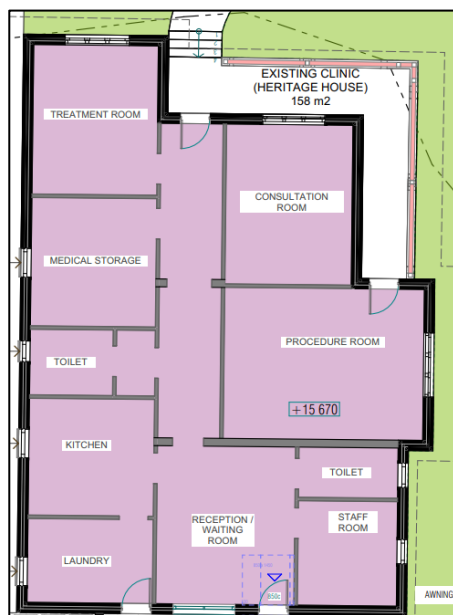 EXISTING CLINIC
(HERITAGE HOUSE)
158 m2
TREATMENT ROOM
CONSULTATION
ROOM
MEDICAL STORAGE
PROCEDURE ROOM
TOILET
+15 670
KITCHEN
TOILET
RECEPTION /
WAITING
ROOM
STAFF
ROOM
LAUNDRY
AWNING